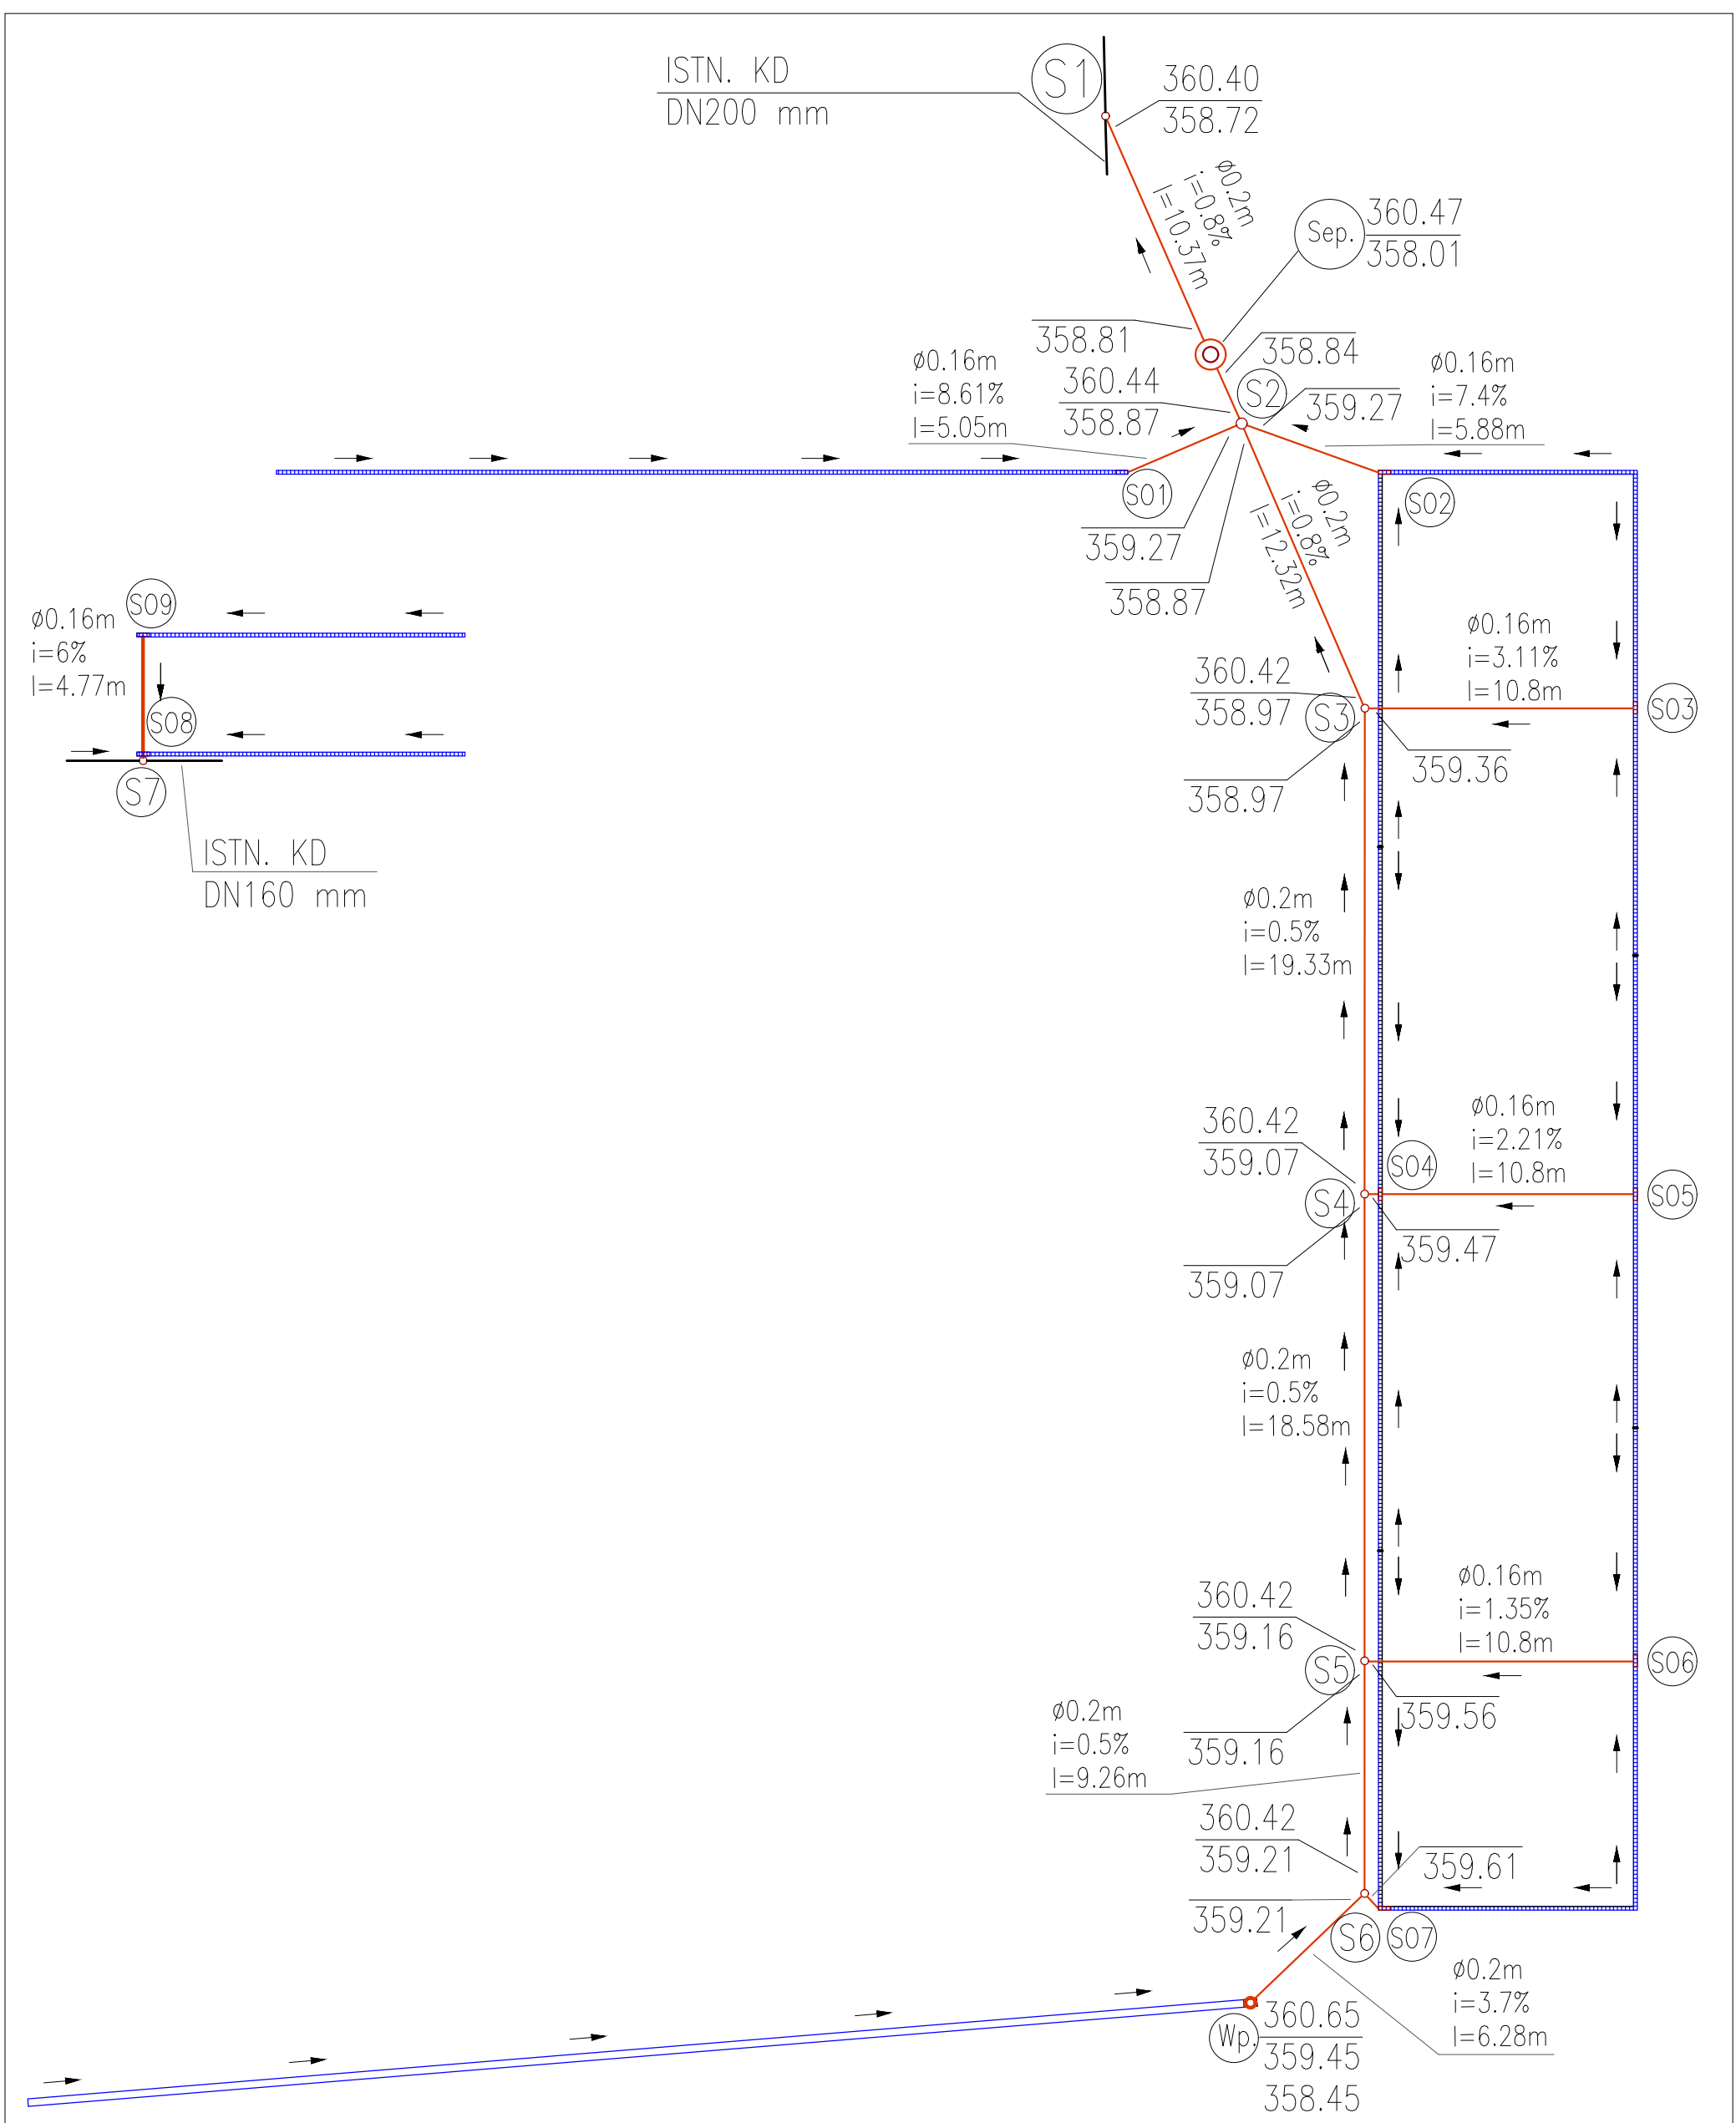 ISTN. KD
DN200 mm
S1
360.40
358.72
ø0.2m
i=0.8%
l=10.37m
Sep.
360.47
358.01
358.81
358.84
ø0.16m
i=8.61%
l=5.05m
360.44
358.87
S2
359.27
ø0.16m
i=7.4%
l=5.88m
S01
S02
359.27
358.87
ø0.2m
i=0.8%
l=12.32m
S09
ø0.16m
i=6%
l=4.77m
S08
S7
ISTN. KD
DN160 mm
360.42
358.97
S3
358.97
359.36
ø0.16m
i=3.11%
l=10.8m
S03
ø0.2m
i=0.5%
l=19.33m
360.42
359.07
S4
S04
359.07
359.47
ø0.16m
i=2.21%
l=10.8m
S05
ø0.2m
i=0.5%
l=18.58m
360.42
359.16
S5
359.16
359.56
ø0.16m
i=1.35%
l=10.8m
S06
ø0.2m
i=0.5%
l=9.26m
360.42
359.21
359.61
359.21
S6
S07
Wp.
360.65
359.45
358.45
ø0.2m
i=3.7%
l=6.28m